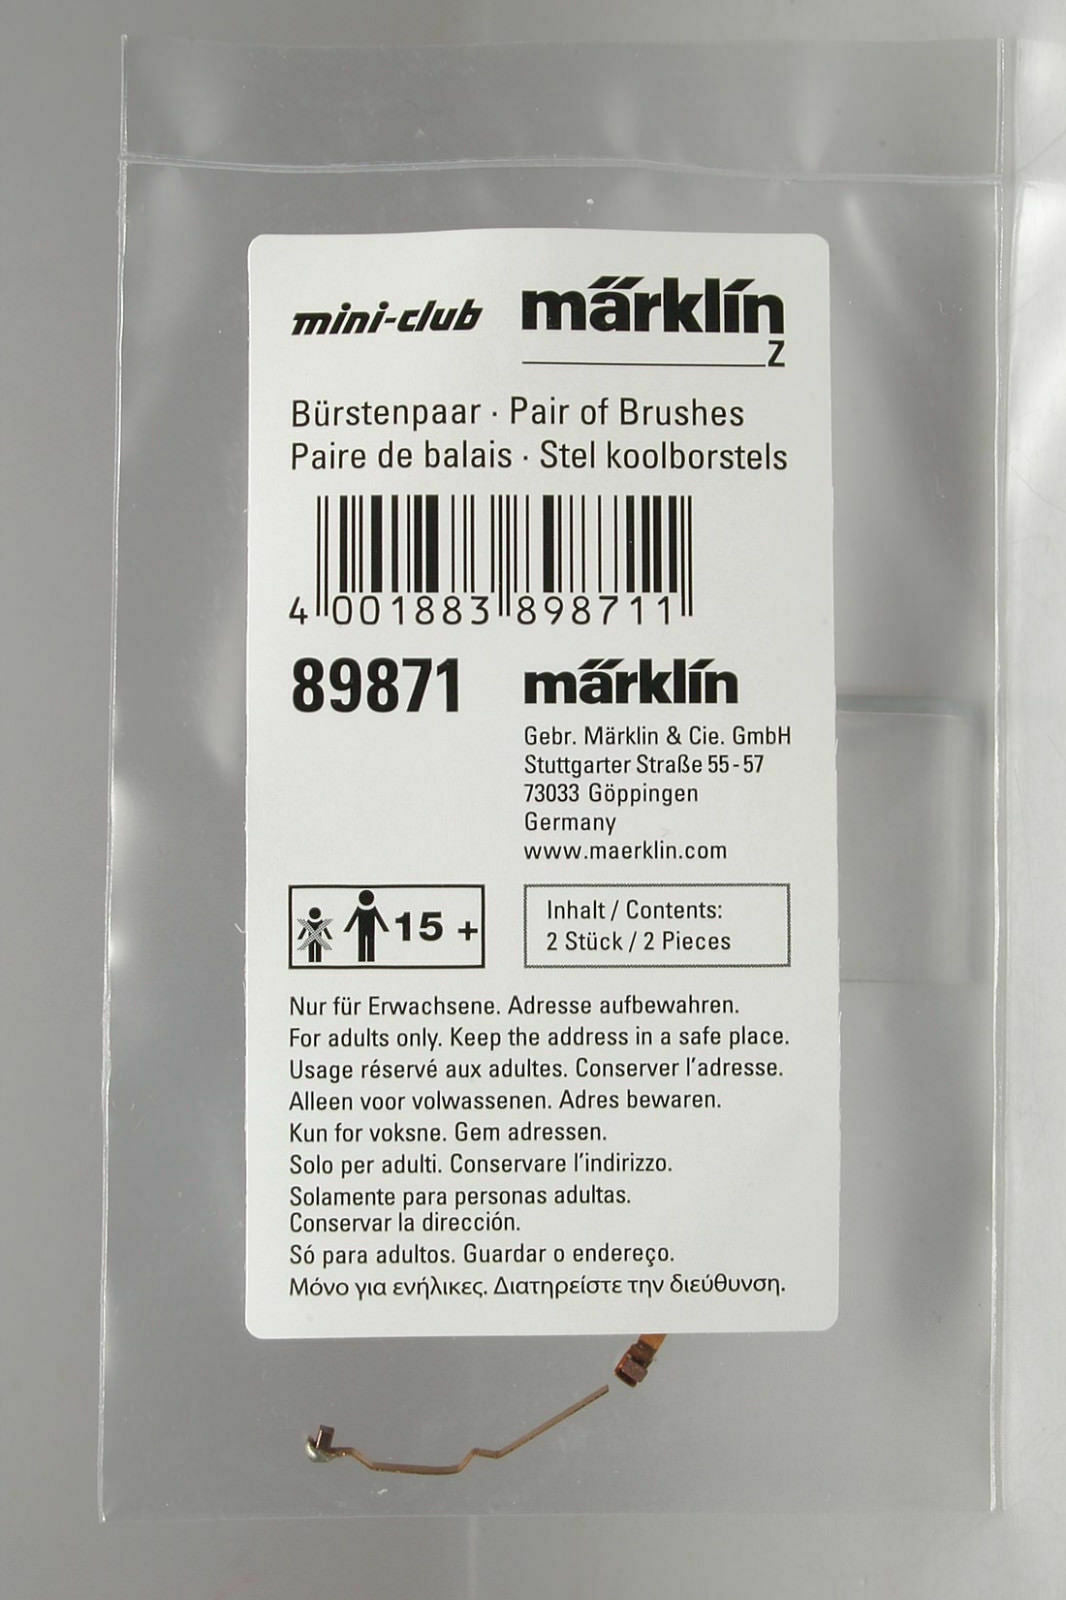 mini-club märklín
Z
Bürstenpaar · Pair of Brushes
Paire de balais · Stel koolborstels
4 001883 898711
89871
märklín
Gebr. Märklin & Cie. GmbH
Stuttgarter Straße 55-57
73033 Göppingen
Germany
www.maerklin.com
15 +
Inhalt / Contents:
2 Stück / 2 Pieces
Nur für Erwachsene. Adresse aufbewahren.
For adults only. Keep the address in a safe place.
Usage réservé aux adultes. Conserver l'adresse.
Alleen voor volwassenen. Adres bewaren.
Kun for voksne. Gem adressen.
Solo per adulti. Conservare l'indirizzo.
Solamente para personas adultas.
Conservar la dirección.
Só para adultos. Guardar o endereço.
Μόνο για ενήλικες. Διατηρείστε την διεύθυνση.